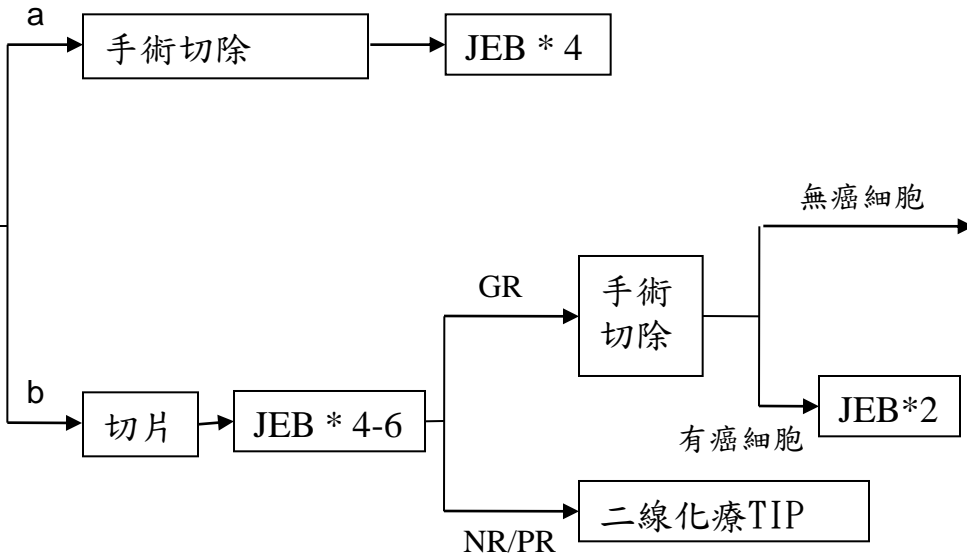 a
手術切除
JEB * 4
無癌細胞
GR
手術
切除
b
切片
JEB * 4-6
JEB*2
有癌細胞
二線化療TIP
NR/PR